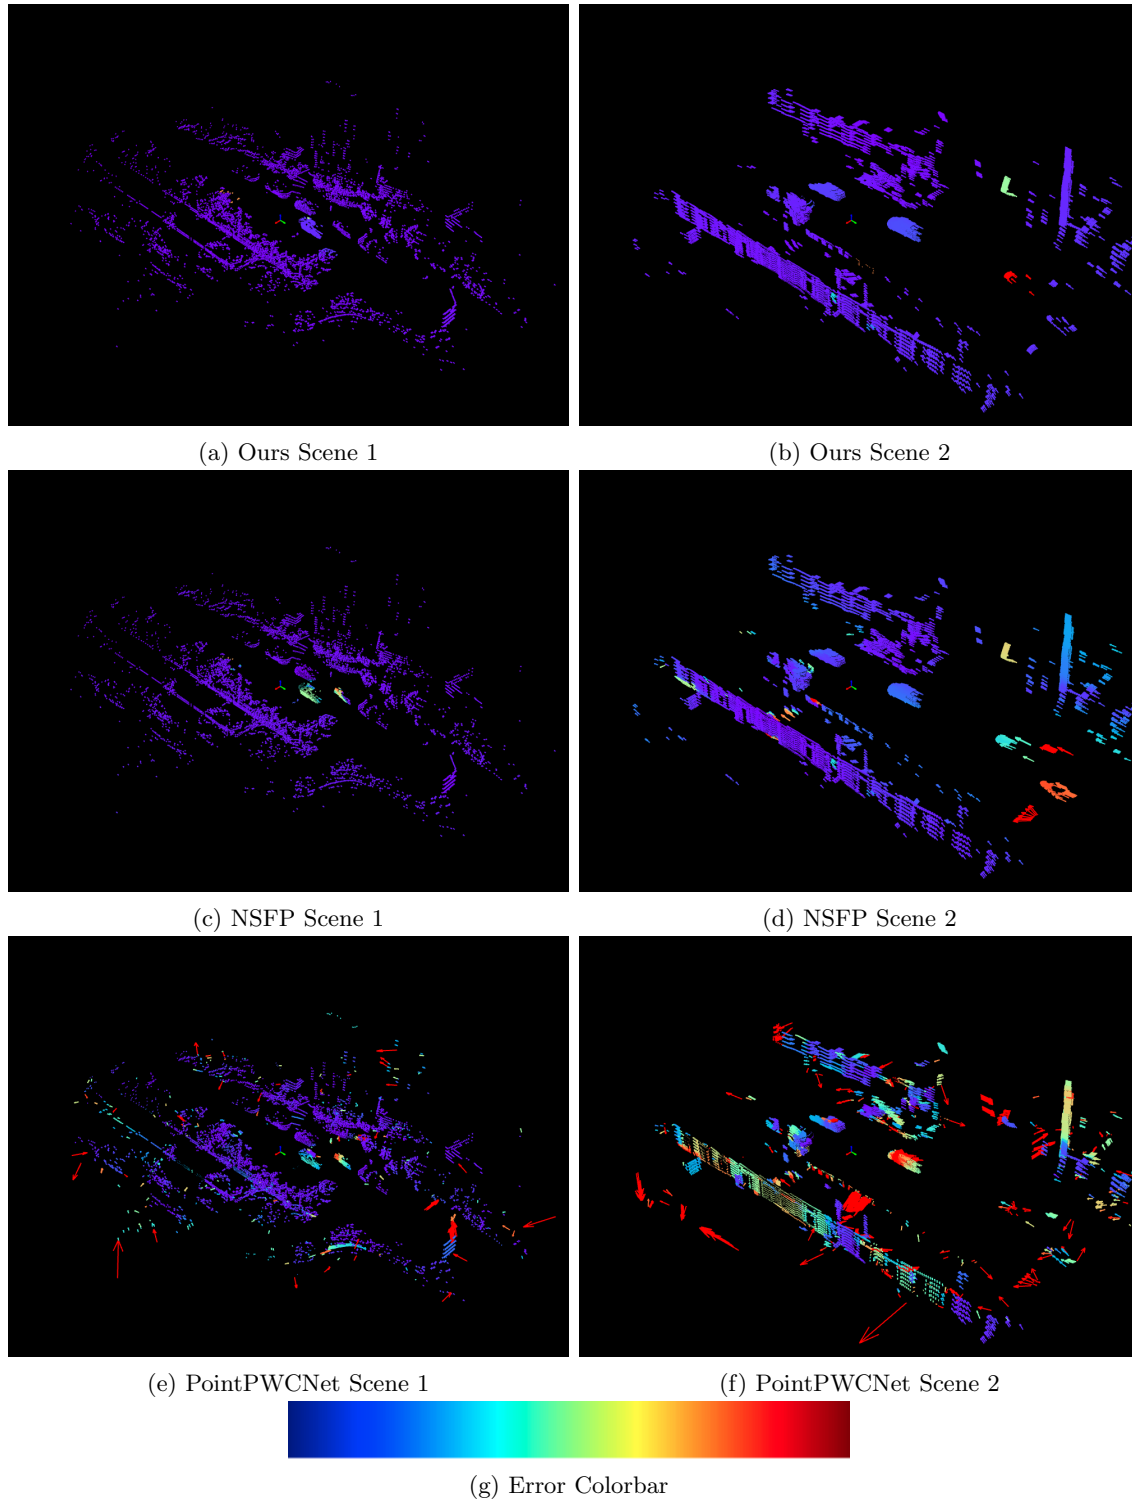 (a) Ours Scene 1
(b) Ours Scene 2
(c) NSFP Scene 1
(d) NSFP Scene 2
(e) PointPWCNet Scene 1
(f) PointPWCNet Scene 2
(g) Error Colorbar